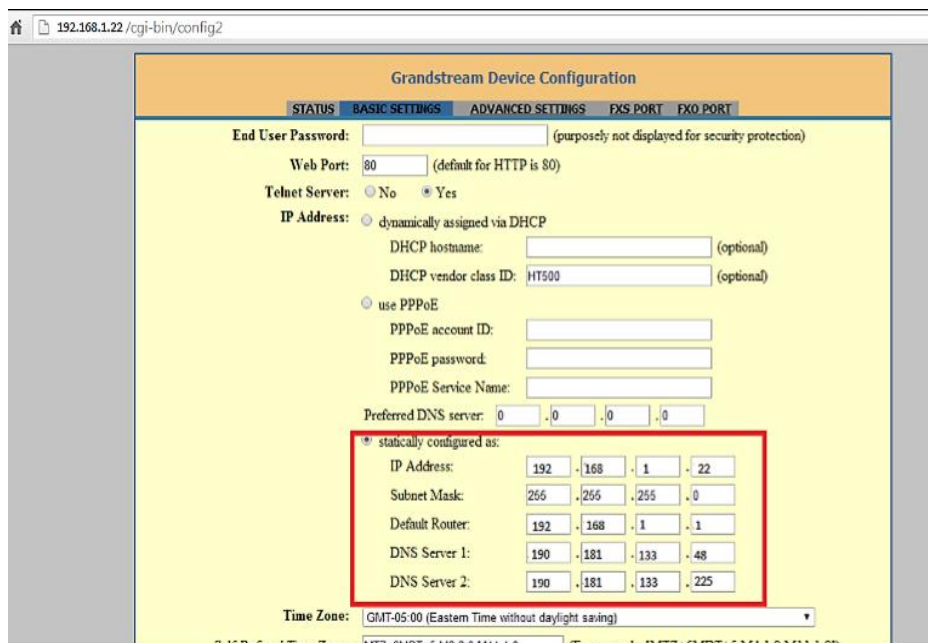 192.168.1.22/cgi-bin/config2
Grandstream Device Configuration
STATUS BASIC SETTINGS ADVANCED SETTINGS FXS PORT FXO PORT
End User Password: (purposely not displayed for security protection)
Web Port: 80 (default for HTTP is 80)
Telnet Server: No Yes
IP Address: dynamically assigned via DHCP
DHCP hostname: (optional)
DHCP vendor class ID: HT500 (optional)
use PPPoE
PPPoE account ID:
PPPoE password:
PPPoE Service Name:
Preferred DNS server: 0 .0 .0 .0
statically configured as:
IP Address: 192 .168 .1 .22
Subnet Mask: 255 .255 .255 .0
Default Router: 192 .168 .1 .1
DNS Server 1: 190 .181 .133 .48
DNS Server 2: 190 .181 .133 .225
Time Zone: GMT-05:00 (Eastern Time without daylight saving)